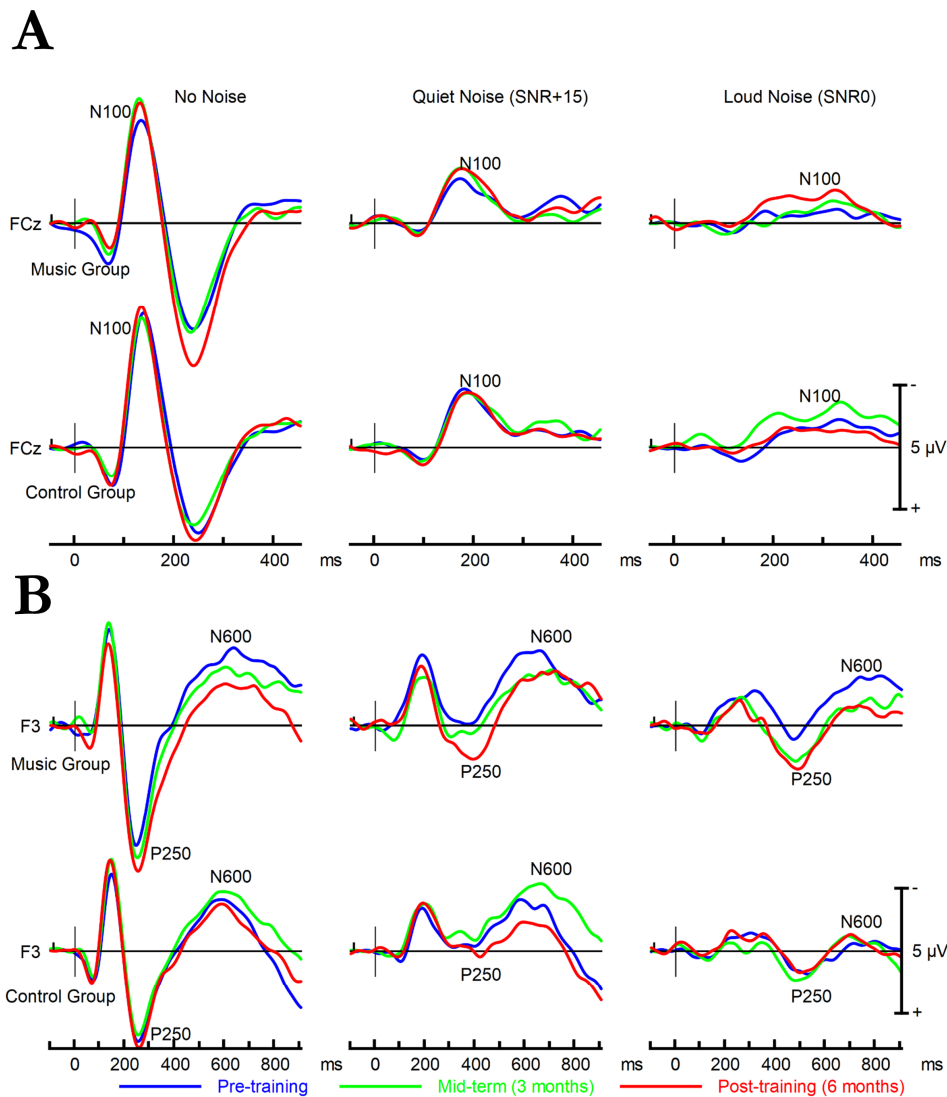 A
No Noise
Quiet Noise (SNR+15)
Loud Noise (SNR0)
N100
N100
N100
FCz
Music Group
N100
N100
N100
-
FCz
5 µV
Control Group
+
0 200 400 ms 0 200 400 ms 0 200 400 ms
B
N600
N600
N600
F3
Music Group
P250
P250
P250
N600
N600
N600
-
F3
5 µV
Control Group
P250
P250
P250
+
0 200 400 600 800 ms 0 200 400 600 800 ms 0 200 400 600 800 ms
Pre-training
Mid-term (3 months)
Post-training (6 months)